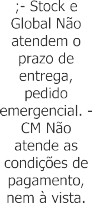 ;- Stock e
Global Não
atendem o
prazo de
entrega,
pedido
emergencial. -
CM Não
atende as
condições de
pagamento,
nem à vista.